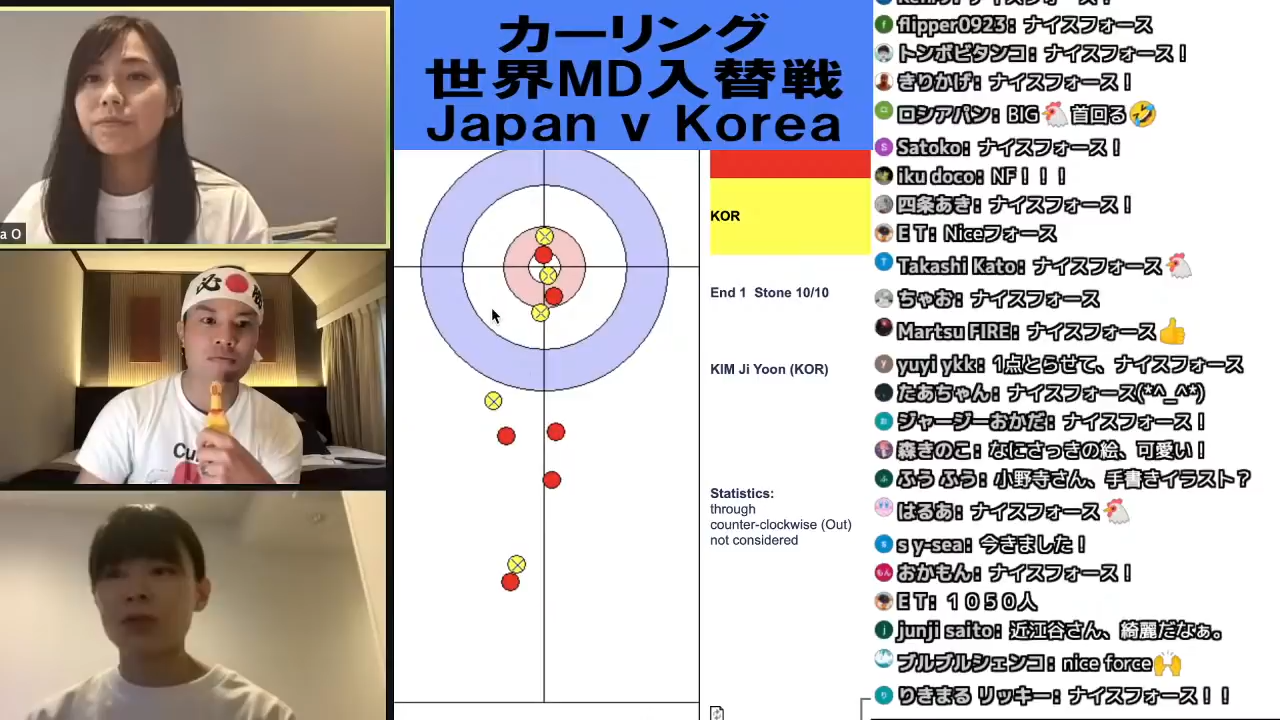 a O
必
Cu
カーリング
世界MD入替戦
Japan v Korea
KOR
End 1 Stone 10/10
KIM Ji Yoon (KOR)
Statistics:
through
counter-clockwise (Out)
not considered
flipper0923: ナイスフォース
トンボビタンコ: ナイスフォース！
きりかげ: ナイスフォース！
ロシアパン: BIG🐔首回る🤣
Satoko: ナイスフォース！
iku doco: NF！！！
四条あき: ナイスフォース！
E T: Niceフォース
Takashi Kato: ナイスフォース🐔
ちゃお: ナイスフォース
Martsu FIRE: ナイスフォース👍
yuyi ykk: 1点とらせて、ナイスフォース
たあちゃん: ナイスフォース(*^_^*)
ジャージーおかだ: ナイスフォース！
森きのこ: なにさっきの絵、可愛い！
ふう ふう: 小野寺さん、手書きイラスト？
はるあ: ナイスフォース🐔
s y-sea: 今きました！
おかもん: ナイスフォース！
E T: １０５０人
junji saito: 近江谷さん、綺麗だなぁ。
ブルブルシェンコ: nice force🙌
りきまる リッキー: ナイスフォース！！